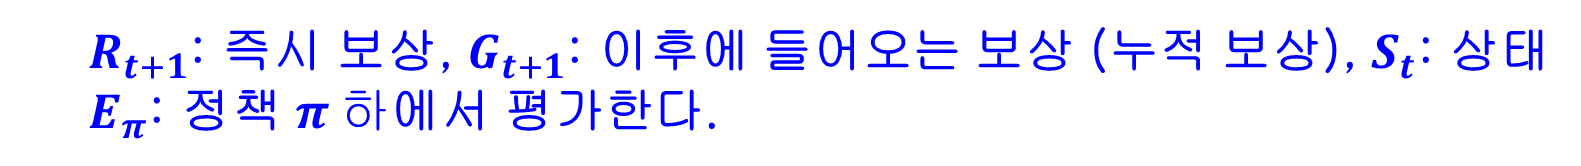 R_{t+1}: 즉시 보상, G_{t+1}: 이후에 들어오는 보상 (누적 보상), S_t: 상태
E_π: 정책 π 하에서 평가한다.